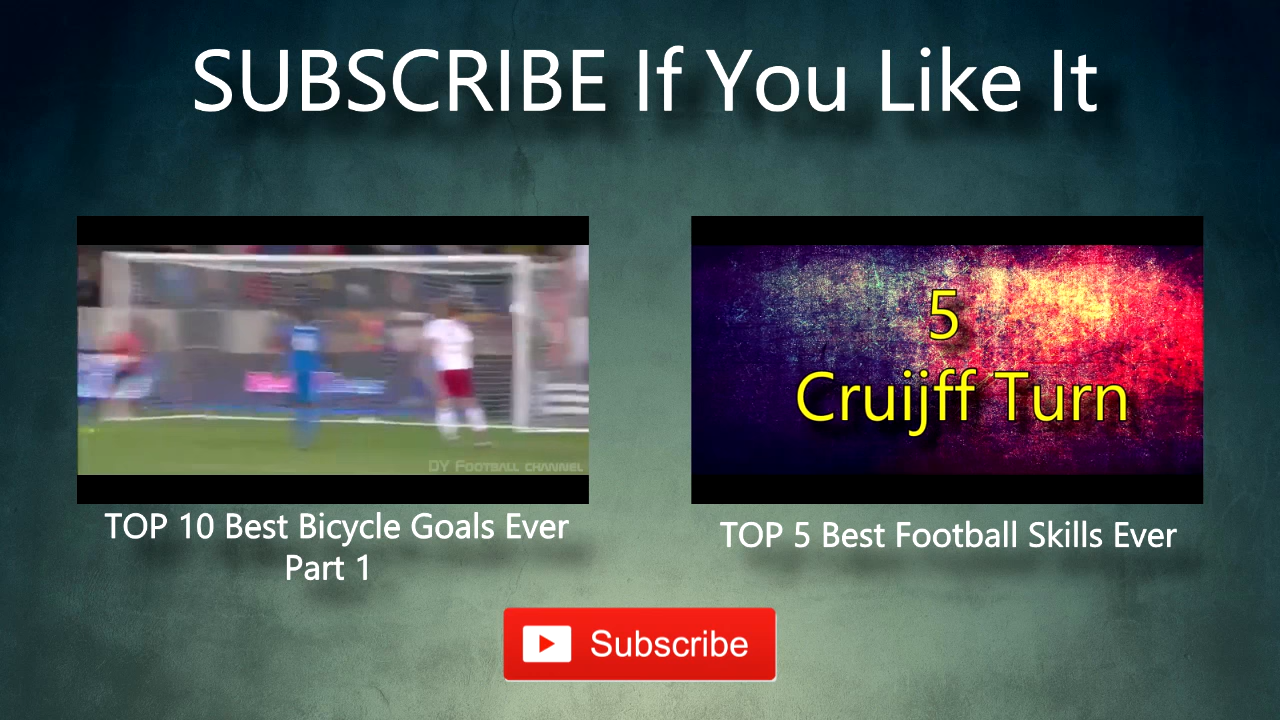 SUBSCRIBE If You Like It
5
Cruijff Turn
DY Football channel
TOP 10 Best Bicycle Goals Ever
Part 1
TOP 5 Best Football Skills Ever
Subscribe